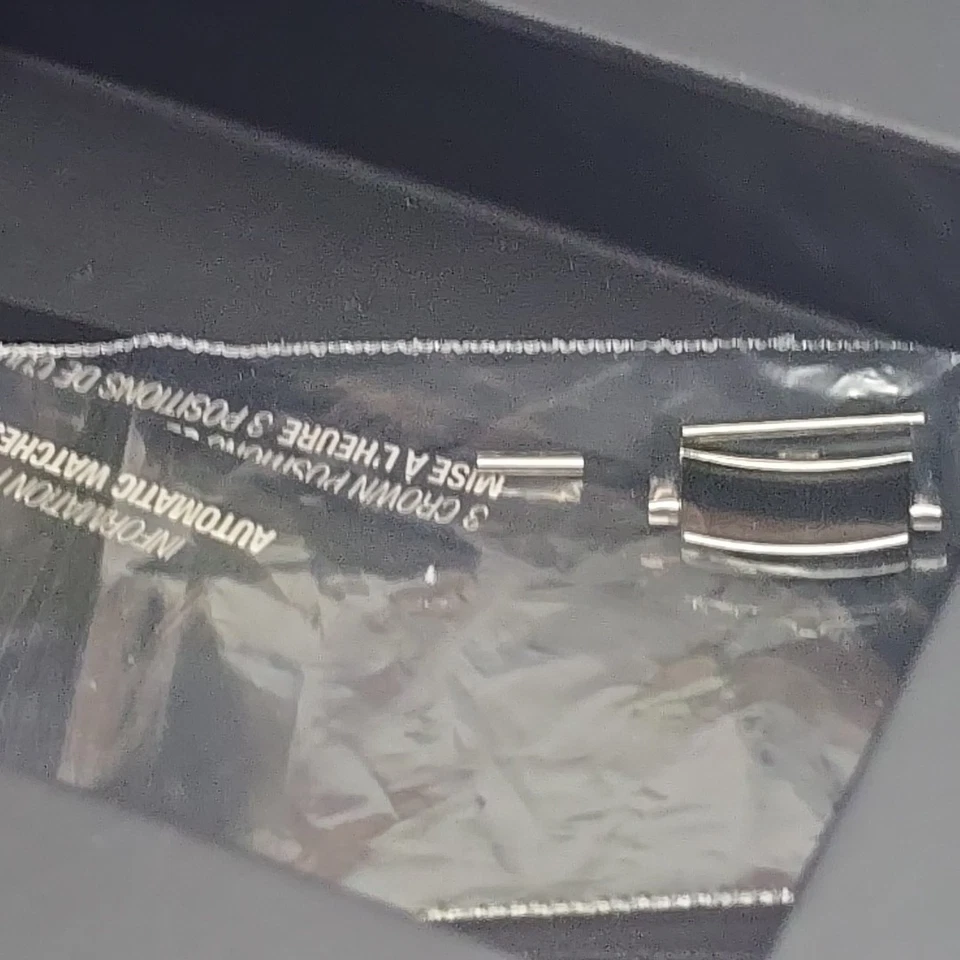 INFORMATION
AUTOMATIC WATCHES
3 CROWN POSITIONS
MISE À L'HEURE 3 POSITIONS DE